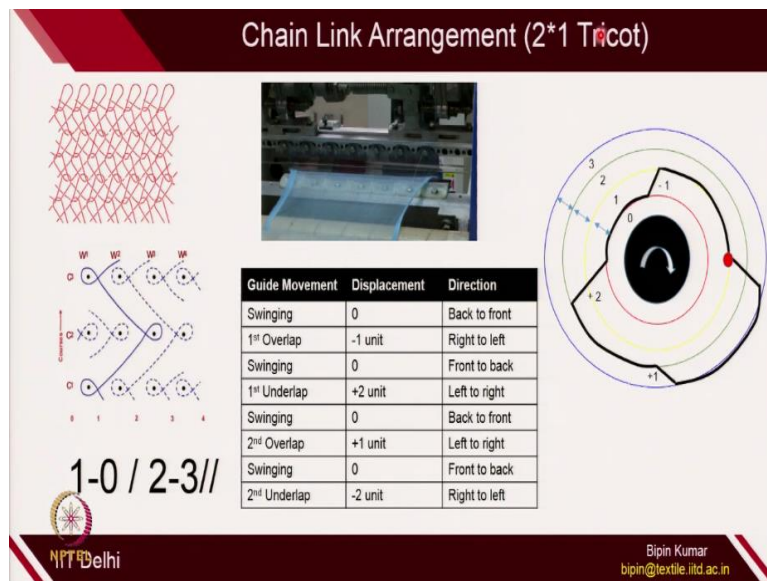 Chain Link Arrangement (2*1 Tricot)
W1 W2 W3 W4
C3
C2
C1
Courses
0 1 2 3 4
1-0 / 2-3//
Guide Movement Displacement Direction
Swinging 0 Back to front
1st Overlap -1 unit Right to left
Swinging 0 Front to back
1st Underlap +2 unit Left to right
Swinging 0 Back to front
2nd Overlap +1 unit Left to right
Swinging 0 Front to back
2nd Underlap -2 unit Right to left
3
2
1
0
- 1
+ 2
+1
NPTEL
IIT Delhi
Bipin Kumar
bipin@textile.iitd.ac.in